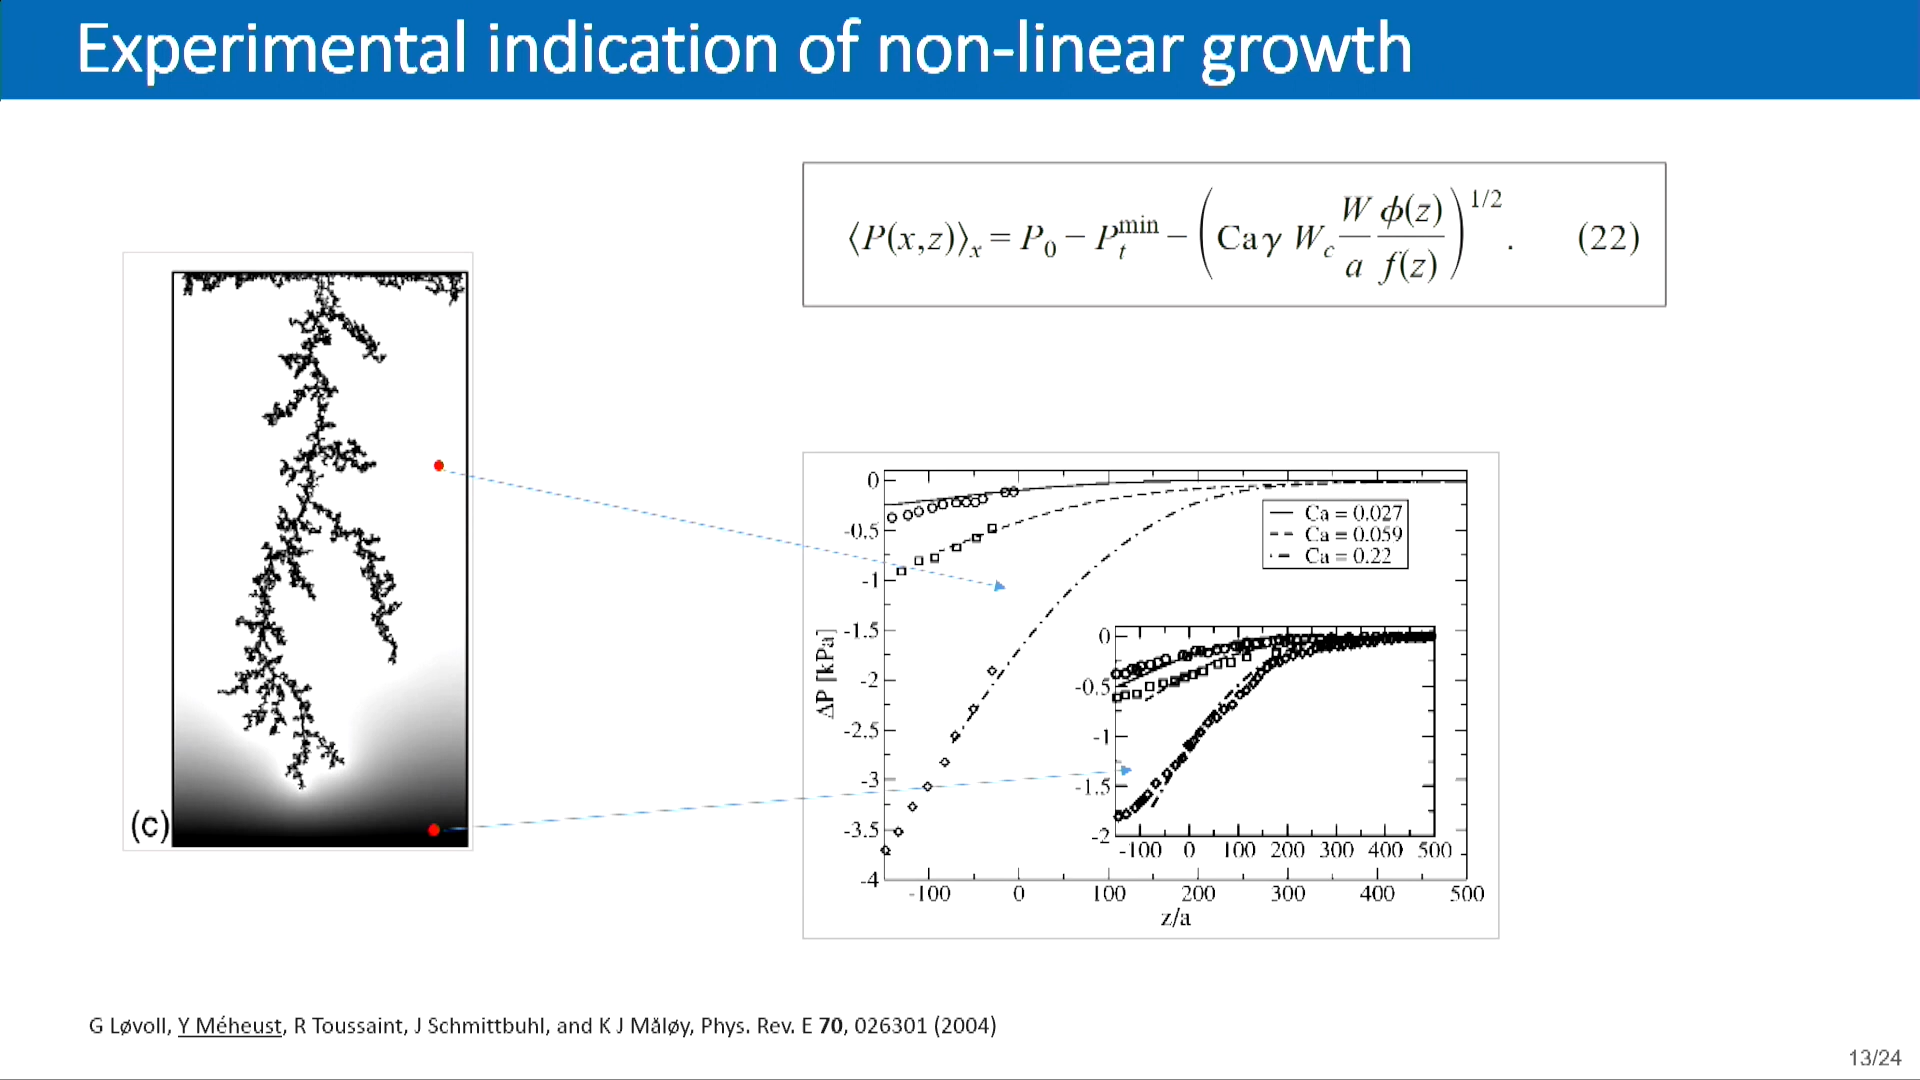 Experimental indication of non-linear growth
⟨P(x,z)⟩ₓ = P₀ − Pₜᵐⁱⁿ − (Ca γ W_c W/a ϕ(z)/f(z))^1/2 . (22)
(c)
0
-0.5
-1
-1.5
-2
-2.5
-3
-3.5
-4
ΔP [kPa]
Ca = 0.027
Ca = 0.059
Ca = 0.22
0
-0.5
-1
-1.5
-2
-100 0 100 200 300 400 500
-100 0 100 200 300 400 500
z/a
G Løvoll, Y Méheust, R Toussaint, J Schmittbuhl, and K J Måløy, Phys. Rev. E 70, 026301 (2004)
13/24